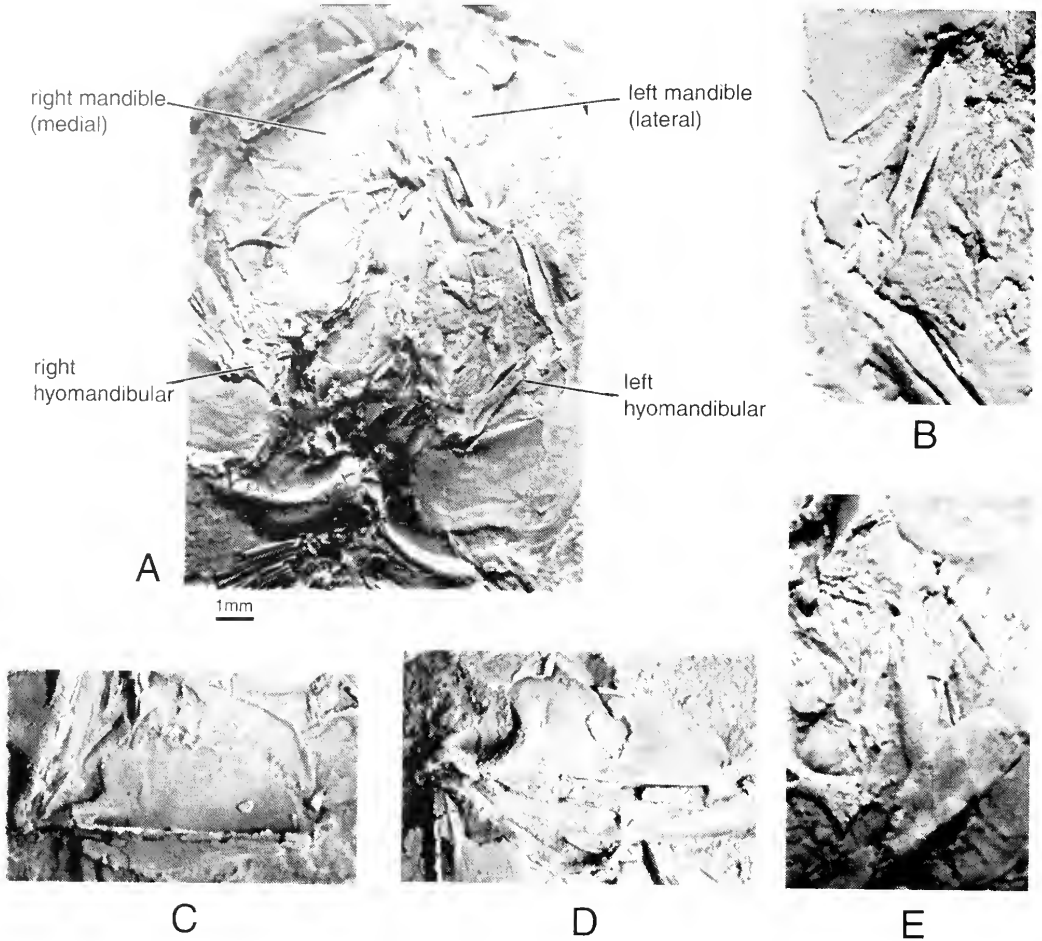 right mandible
(medial)
left mandible
(lateral)
right
hyomandibular
left
hyomandibular
A
1mm
B
C
D
E